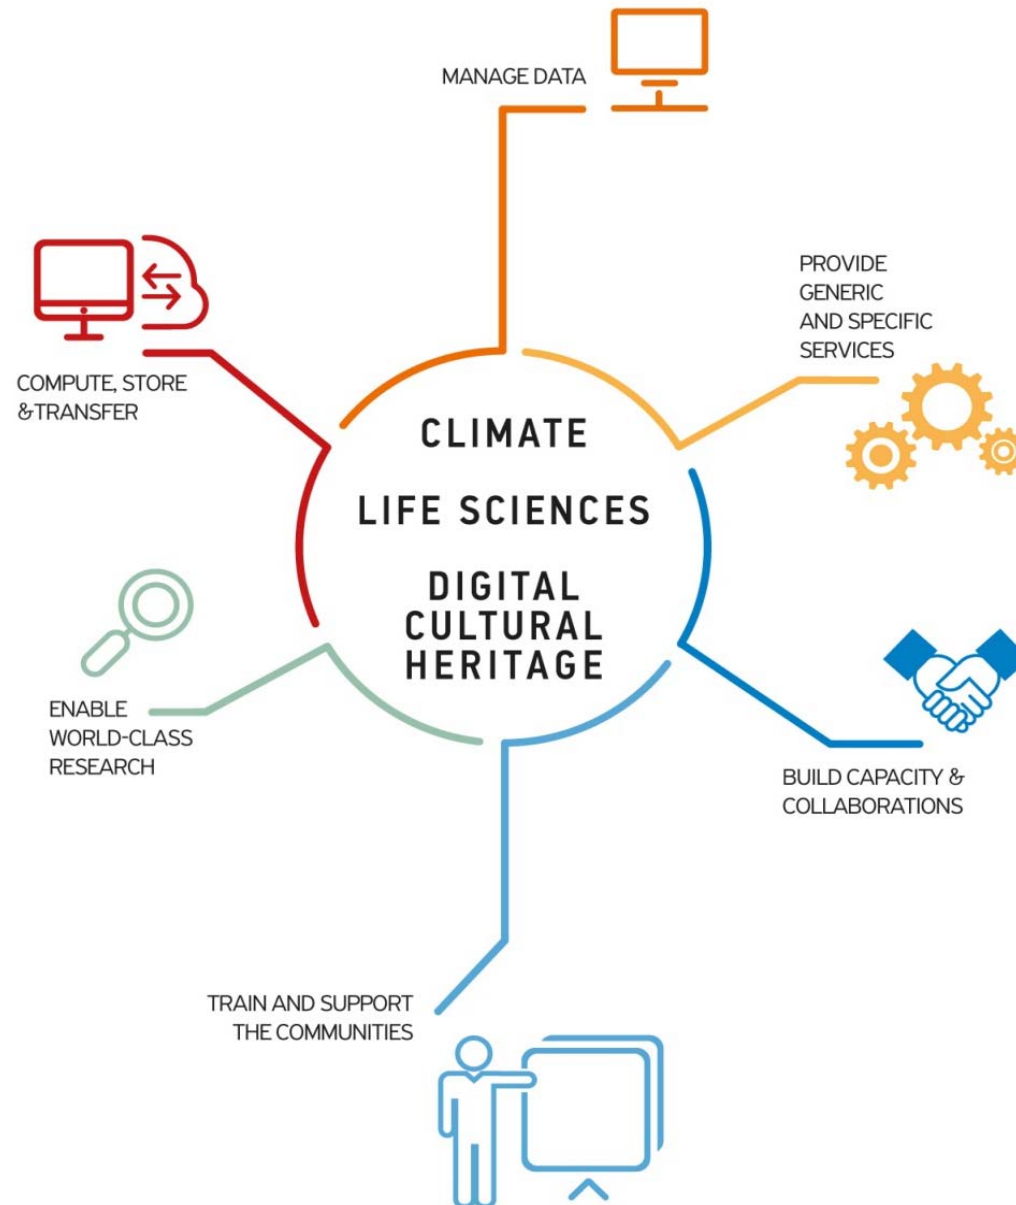 MANAGE DATA
PROVIDE
GENERIC
AND SPECIFIC
SERVICES
COMPUTE, STORE
&TRANSFER
CLIMATE
LIFE SCIENCES
DIGITAL
CULTURAL
HERITAGE
ENABLE
WORLD-CLASS
RESEARCH
BUILD CAPACITY &
COLLABORATIONS
TRAIN AND SUPPORT
THE COMMUNITIES